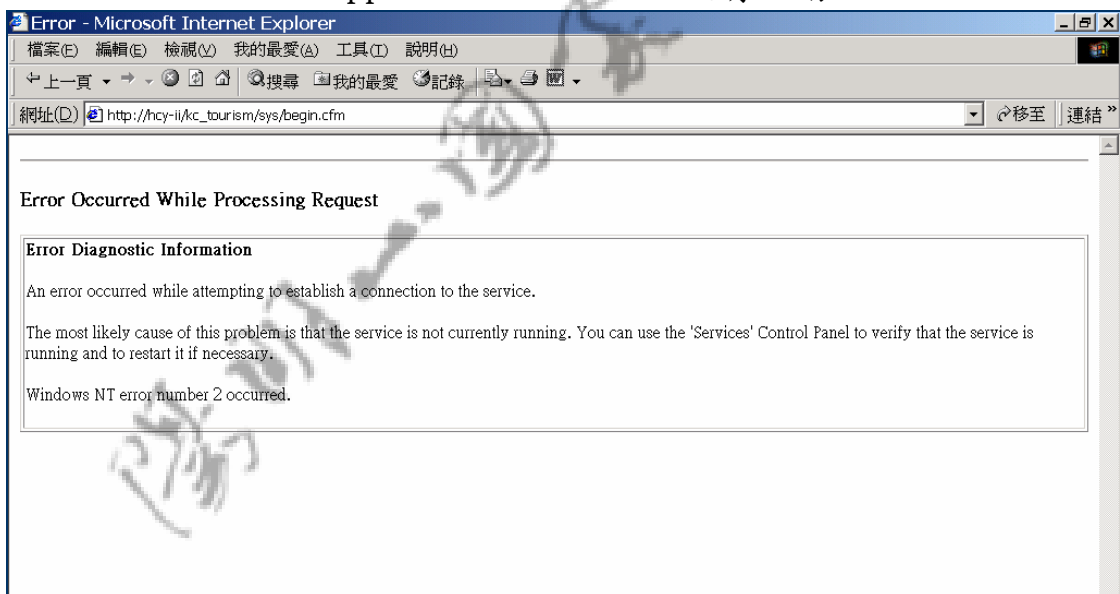 Error - Microsoft Internet Explorer
檔案(F) 編輯(E) 檢視(V) 我的最愛(A) 工具(T) 說明(H)
上一頁 搜尋 我的最愛 記錄
網址(D) http://hcy-ii/kc_tourism/sys/begin.cfm 移至 連結 »
Error Occurred While Processing Request
Error Diagnostic Information
An error occurred while attempting to establish a connection to the service.
The most likely cause of this problem is that the service is not currently running. You can use the 'Services' Control Panel to verify that the service is
running and to restart it if necessary.
Windows NT error number 2 occurred.